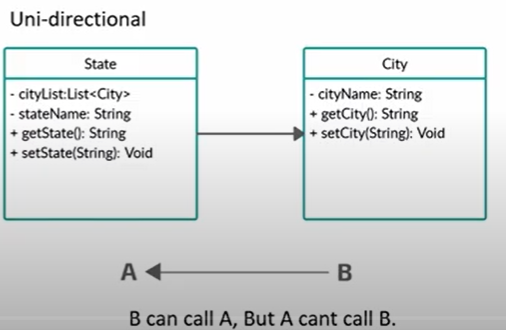 Uni-directional
State
- cityList:List<City>
- stateName: String
+ getState(): String
+ setState(String): Void
City
- cityName: String
+ getCity(): String
+ setCity(String): Void
A
B
B can call A, But A cant call B.